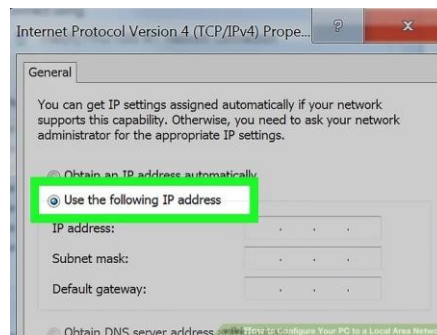 Internet Protocol Version 4 (TCP/IPv4) Prope...
General
You can get IP settings assigned automatically if your network
supports this capability. Otherwise, you need to ask your network
administrator for the appropriate IP settings.
Obtain an IP address automatically
Use the following IP address
IP address:
Subnet mask:
Default gateway:
Obtain DNS server address
How to Configure Your PC to a Local Area Netwo